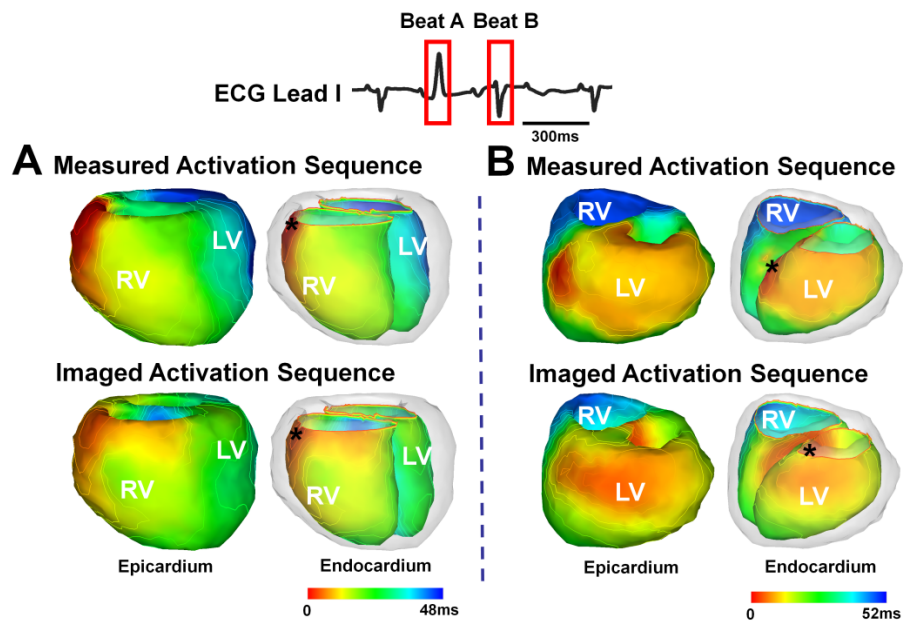 Beat A Beat B
ECG Lead I
300ms
A Measured Activation Sequence
RV LV * RV LV
Imaged Activation Sequence
RV LV * RV LV
Epicardium Endocardium
0 48ms
B Measured Activation Sequence
RV LV RV * LV
Imaged Activation Sequence
RV LV RV * LV
Epicardium Endocardium
0 52ms